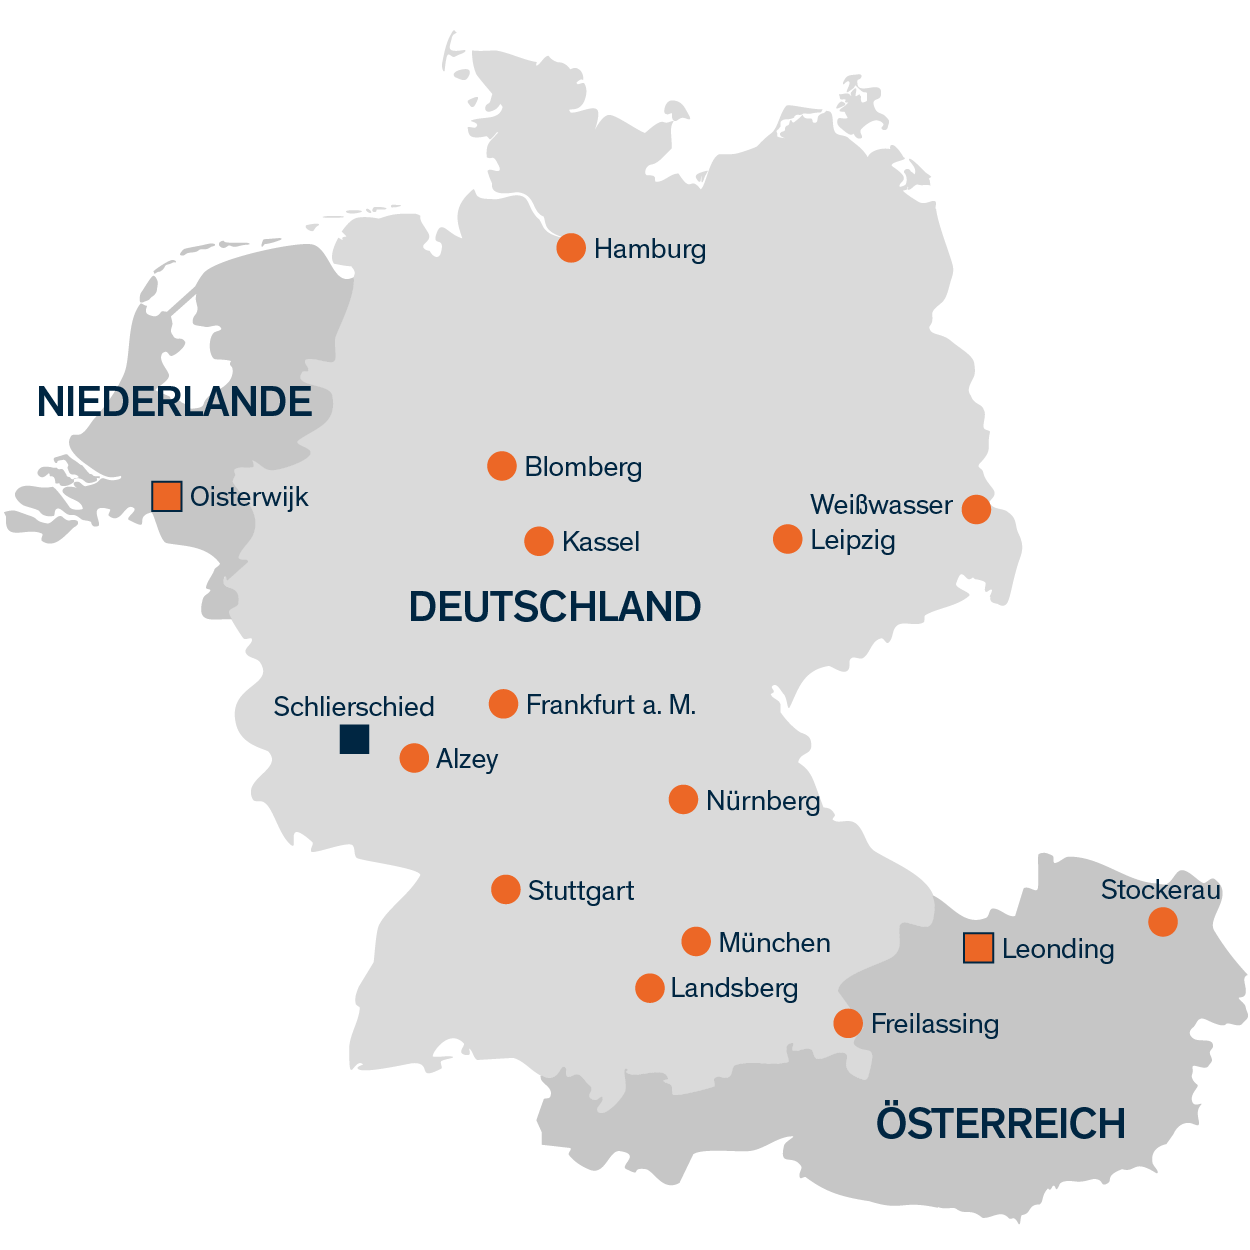 Hamburg
NIEDERLANDE
Blomberg
Oisterwijk
Weißwasser
Kassel
Leipzig
DEUTSCHLAND
Schlierschied
Frankfurt a. M.
Alzey
Nürnberg
Stuttgart
Stockerau
München
Leonding
Landsberg
Freilassing
ÖSTERREICH